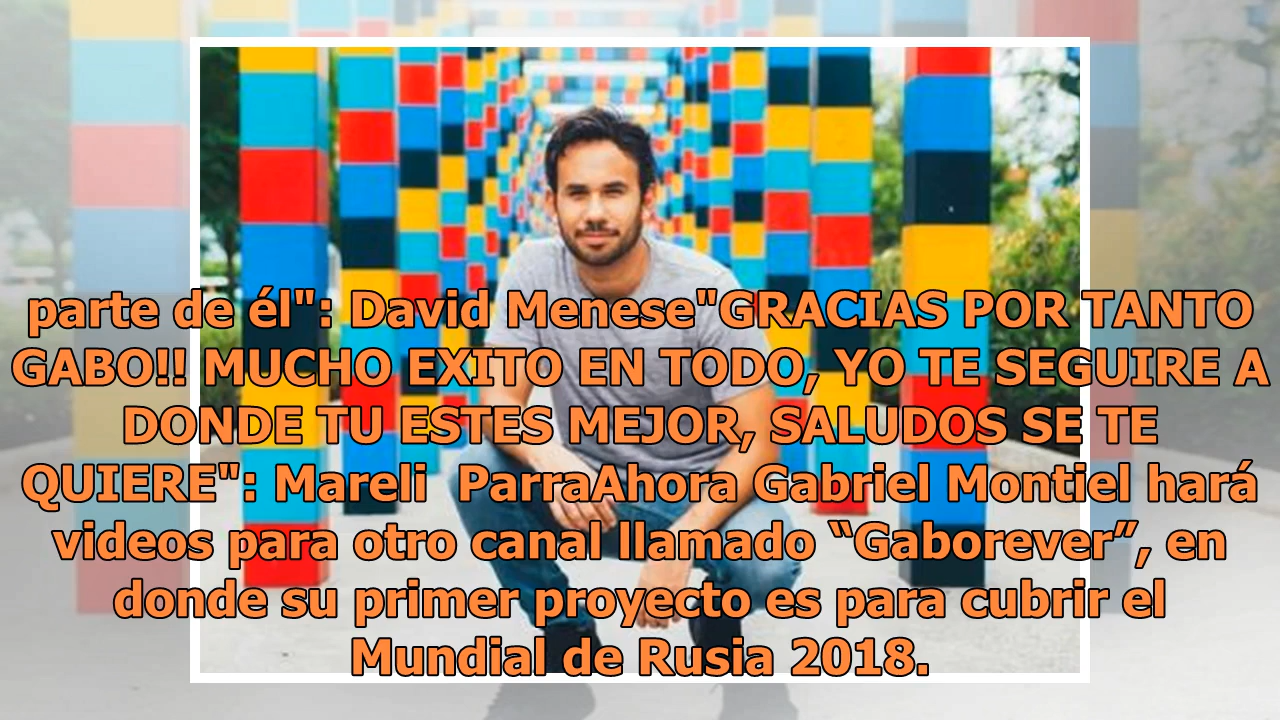 parte de él": David Menese"GRACIAS POR TANTO
GABO!! MUCHO EXITO EN TODO, YO TE SEGUIRE A
DONDE TU ESTES MEJOR, SALUDOS SE TE
QUIERE": Mareli  ParraAhora Gabriel Montiel hará
videos para otro canal llamado “Gaborever”, en
donde su primer proyecto es para cubrir el
Mundial de Rusia 2018.